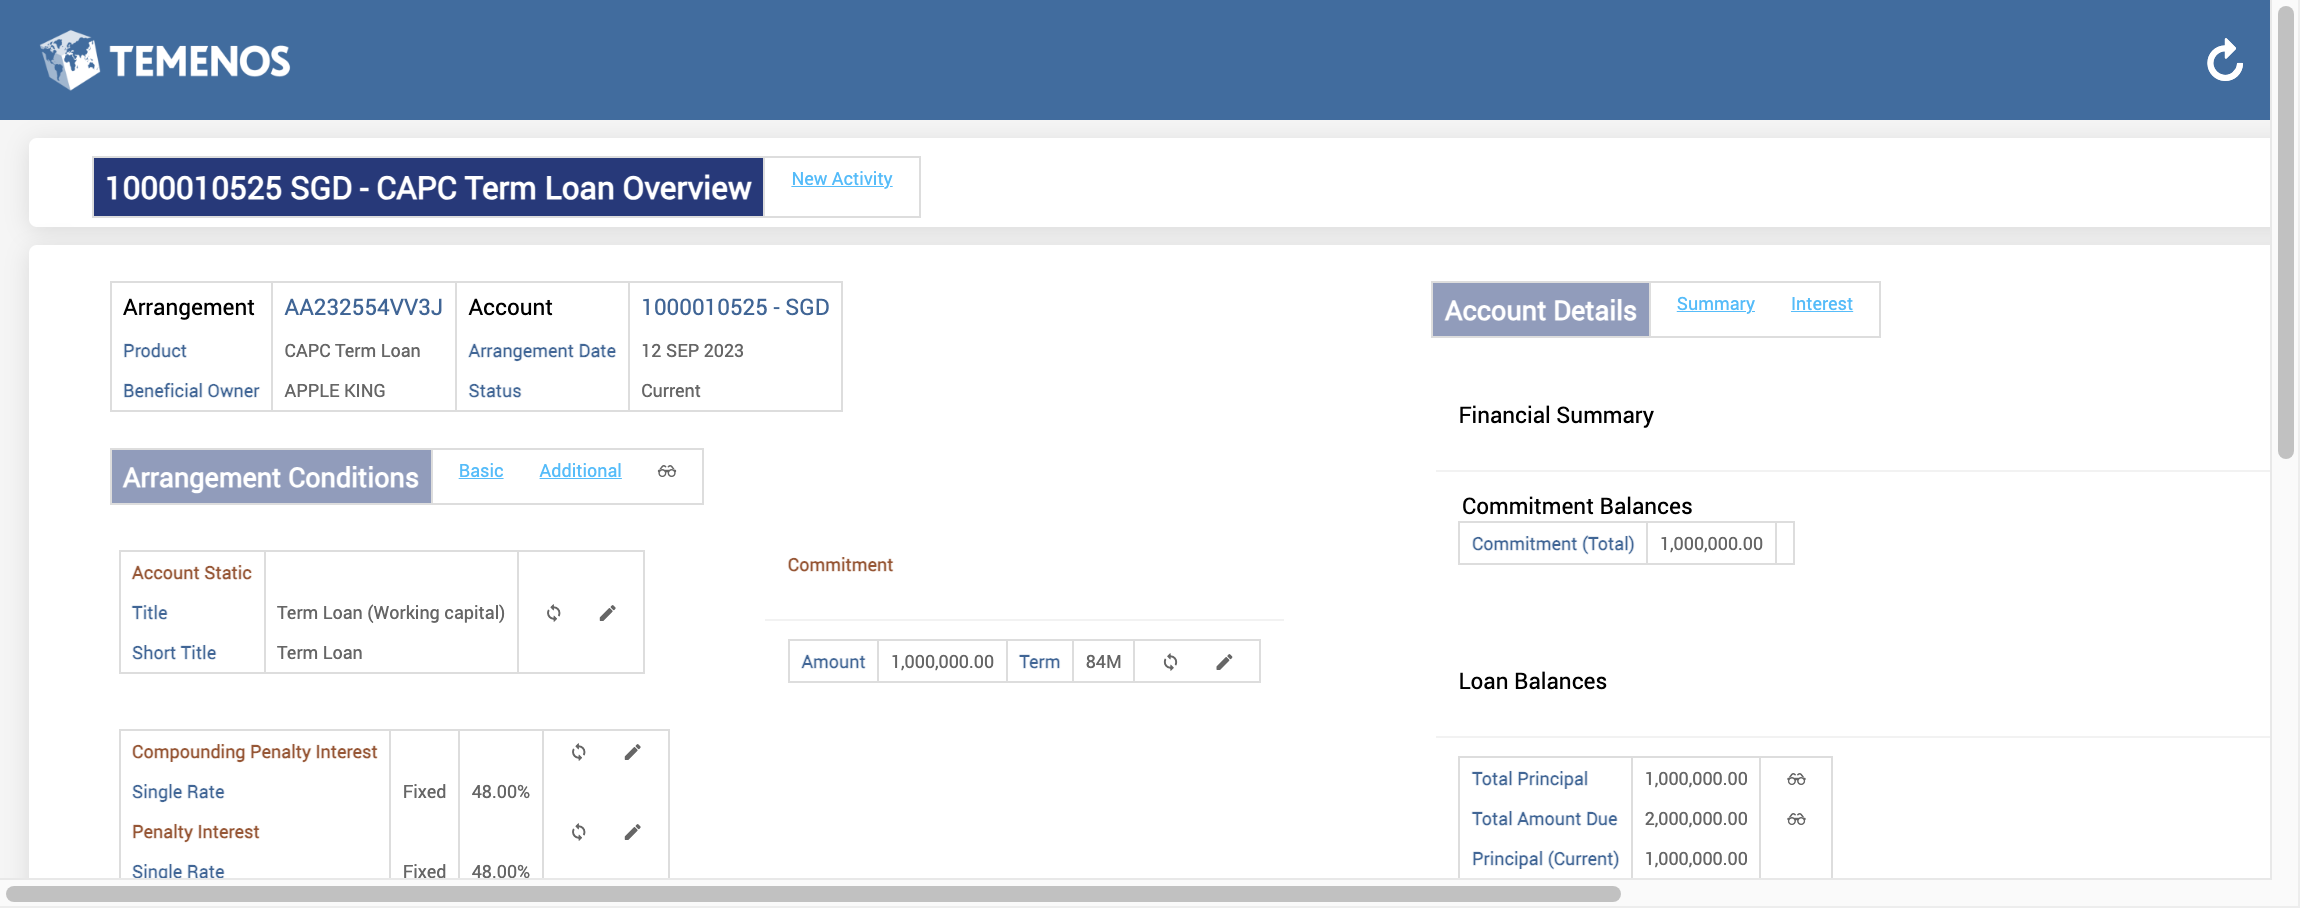 TEMENOS
1000010525 SGD - CAPC Term Loan Overview
New Activity
Arrangement AA232554VV3J Account 1000010525 - SGD
Product CAPC Term Loan Arrangement Date 12 SEP 2023
Beneficial Owner APPLE KING Status Current
Arrangement Conditions Basic Additional
Account Static
Title Term Loan (Working capital)
Short Title Term Loan
Commitment
Amount 1,000,000.00 Term 84M
Compounding Penalty Interest
Single Rate Fixed 48.00%
Penalty Interest
Single Rate Fixed 48.00%
Account Details Summary Interest
Financial Summary
Commitment Balances
Commitment (Total) 1,000,000.00
Loan Balances
Total Principal 1,000,000.00
Total Amount Due 2,000,000.00
Principal (Current) 1,000,000.00